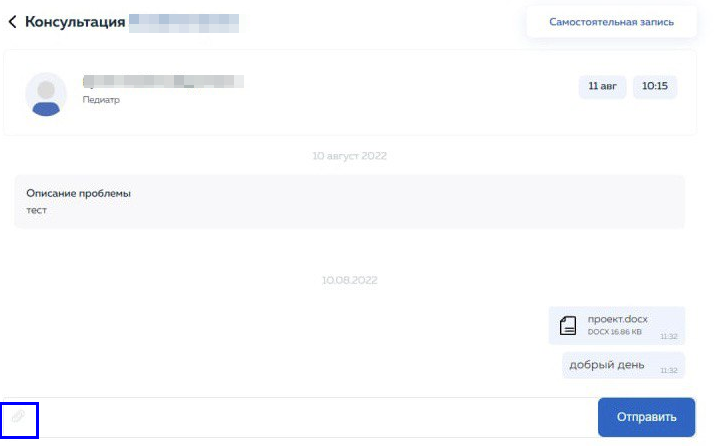 Консультация
Самостоятельная запись
11 авг 10:15
Педиатр
10 август 2022
Описание проблемы
тест
10.08.2022
проект.docx
DOCX 16.86 KB 11:32
добрый день 11:32
Отправить